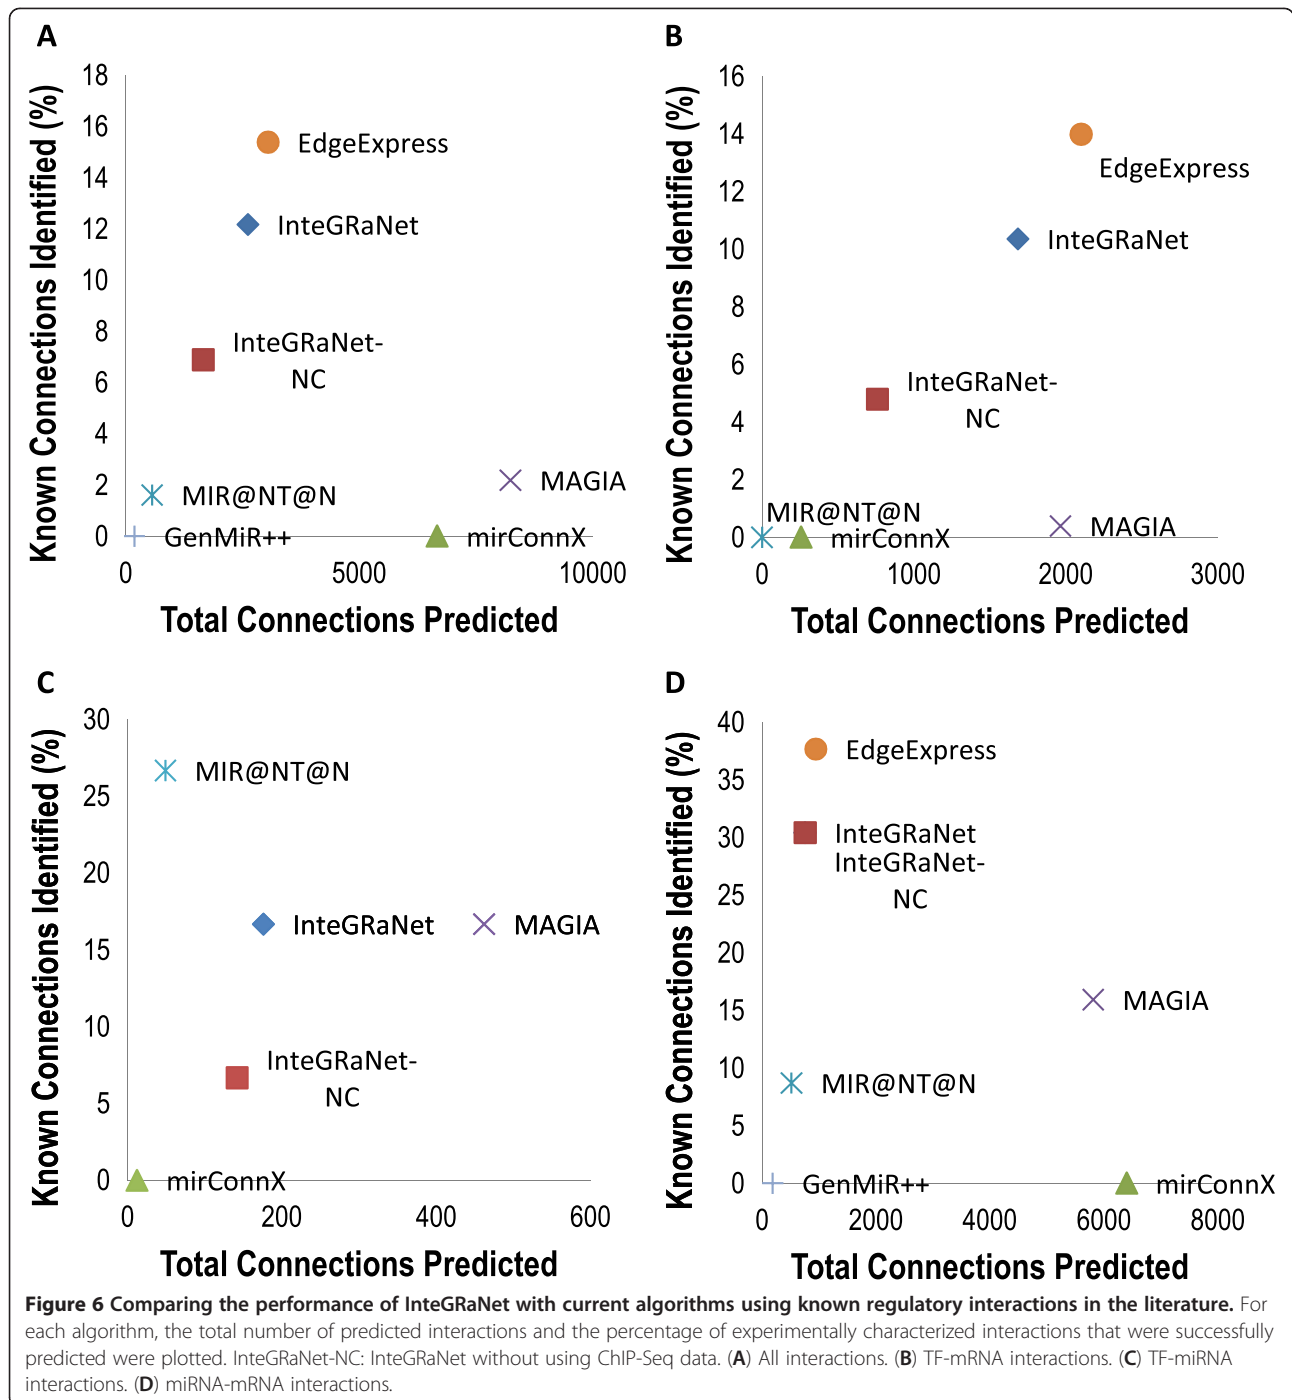 A
Known Connections Identified (%)
18
16
14
12
10
8
6
4
2
0
EdgeExpress
InteGRaNet
InteGRaNet-
NC
MIR@NT@N
MAGIA
GenMiR++
mirConnX
0
5000
10000
Total Connections Predicted
B
Known Connections Identified (%)
16
14
12
10
8
6
4
2
0
EdgeExpress
InteGRaNet
InteGRaNet-
NC
MIR@NT@N
mirConnX
MAGIA
0
1000
2000
3000
Total Connections Predicted
C
Known Connections Identified (%)
30
25
20
15
10
5
0
MIR@NT@N
InteGRaNet
MAGIA
InteGRaNet-
NC
mirConnX
0
200
400
600
Total Connections Predicted
D
Known Connections Identified (%)
40
35
30
25
20
15
10
5
0
EdgeExpress
InteGRaNet
InteGRaNet-
NC
MAGIA
MIR@NT@N
GenMiR++
mirConnX
0
2000
4000
6000
8000
Total Connections Predicted
Figure 6 Comparing the performance of InteGRaNet with current algorithms using known regulatory interactions in the literature. For
each algorithm, the total number of predicted interactions and the percentage of experimentally characterized interactions that were successfully
predicted were plotted. InteGRaNet-NC: InteGRaNet without using ChIP-Seq data. (A) All interactions. (B) TF-mRNA interactions. (C) TF-miRNA
interactions. (D) miRNA-mRNA interactions.